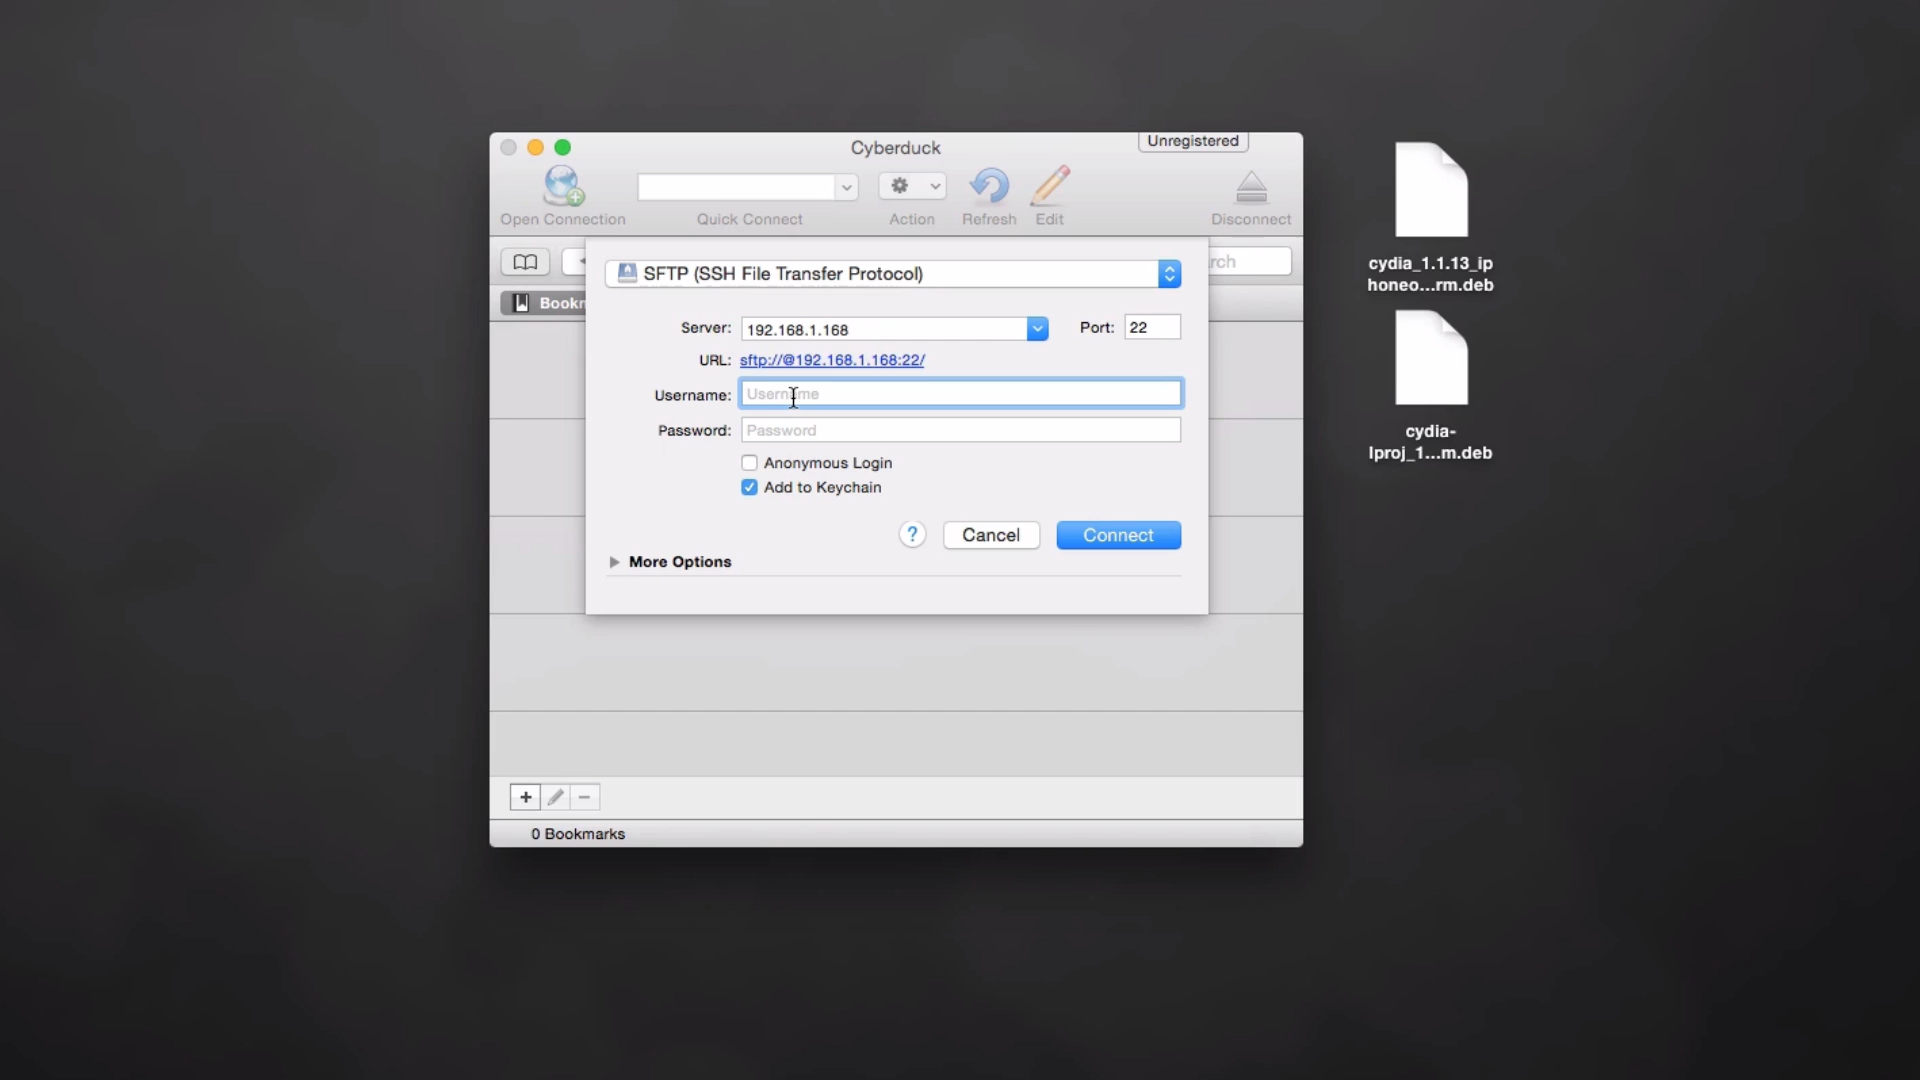 Cyberduck
Unregistered
Open Connection
Quick Connect
Action
Refresh
Edit
Disconnect
SFTP (SSH File Transfer Protocol)
Server: 192.168.1.168 Port: 22
URL: sftp://@192.168.1.168:22/
Username: Username
Password: Password
Anonymous Login
Add to Keychain
? Cancel Connect
More Options
0 Bookmarks
cydia_1.1.13_ip
honeo...rm.deb
cydia-
lproj_1...m.deb